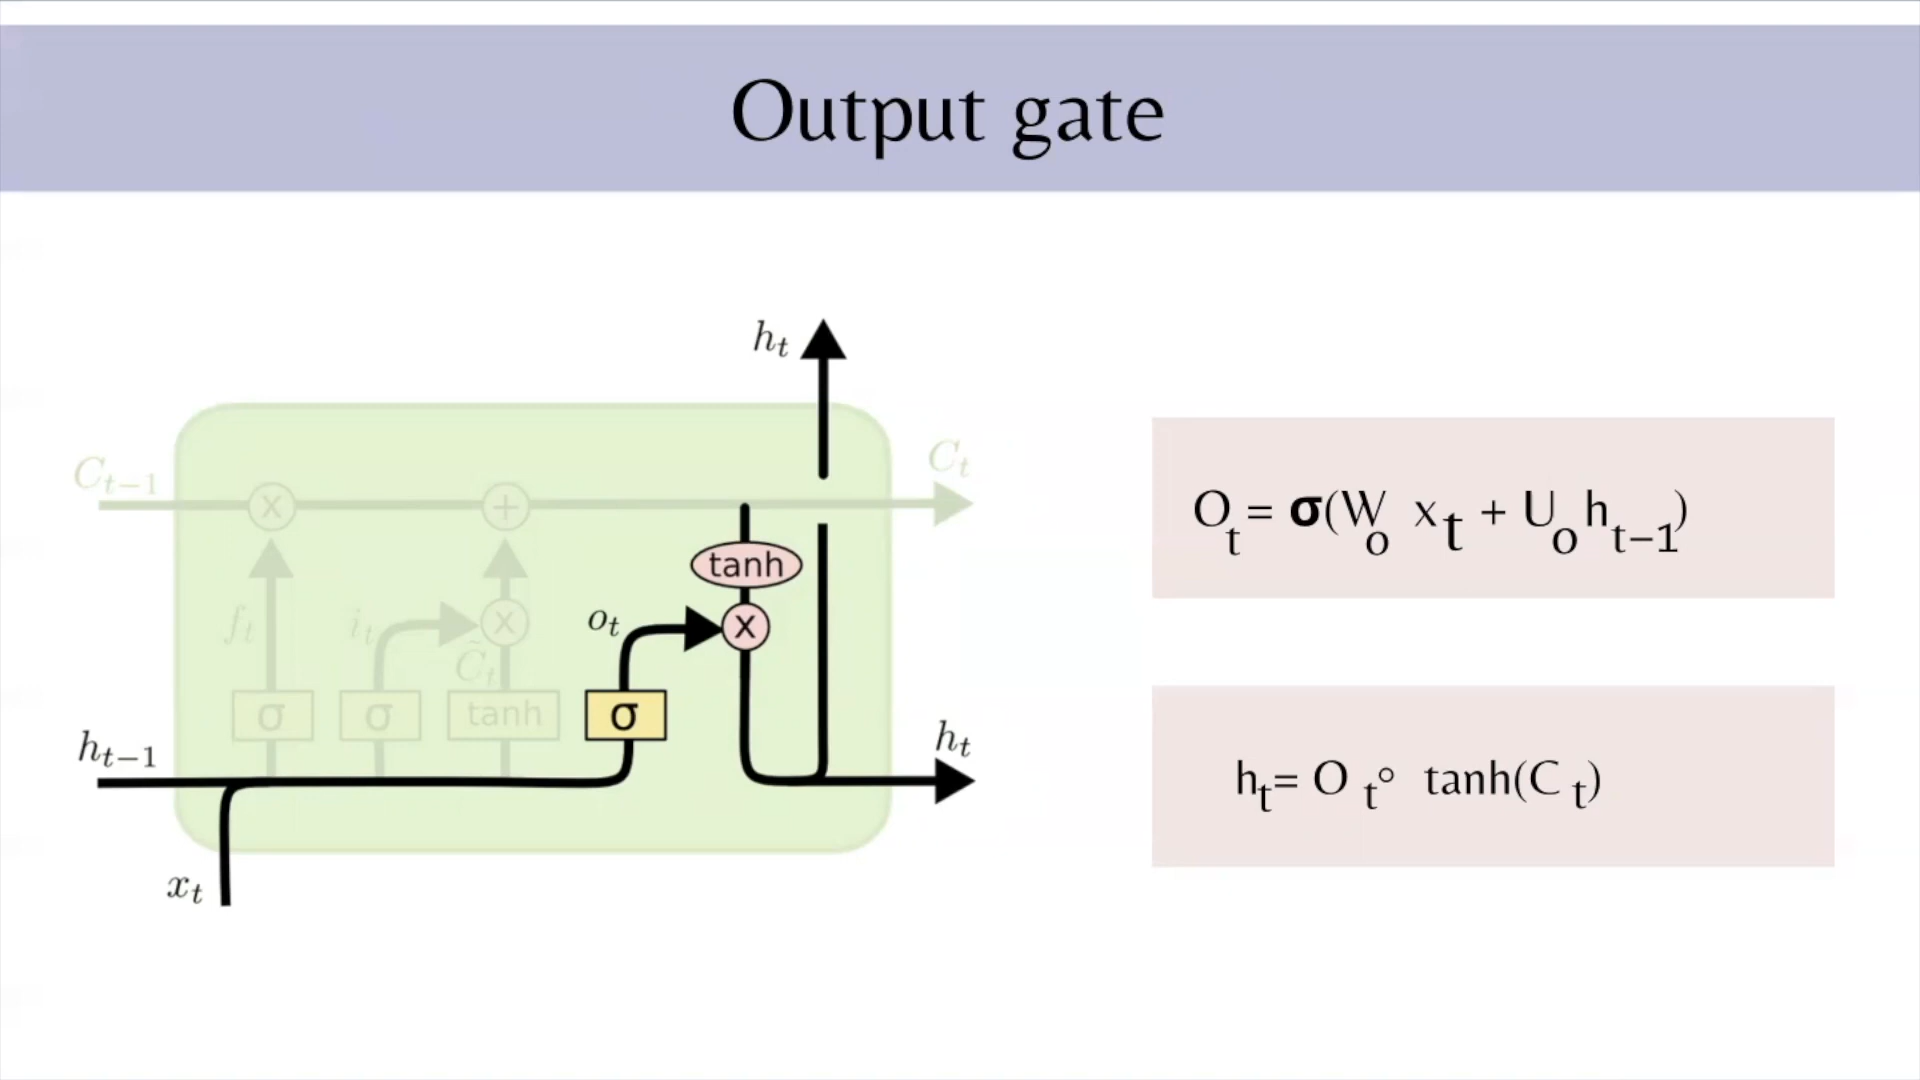 Output gate
h_t
C_{t-1}
C_t
x
+
tanh
f_t
i_t
x
o_t
x
C̃_t
σ
σ
tanh
σ
h_{t-1}
h_t
x_t
O_t = σ(W_o x_t + U_o h_{t-1})
h_t = O_t ∘ tanh(C_t)